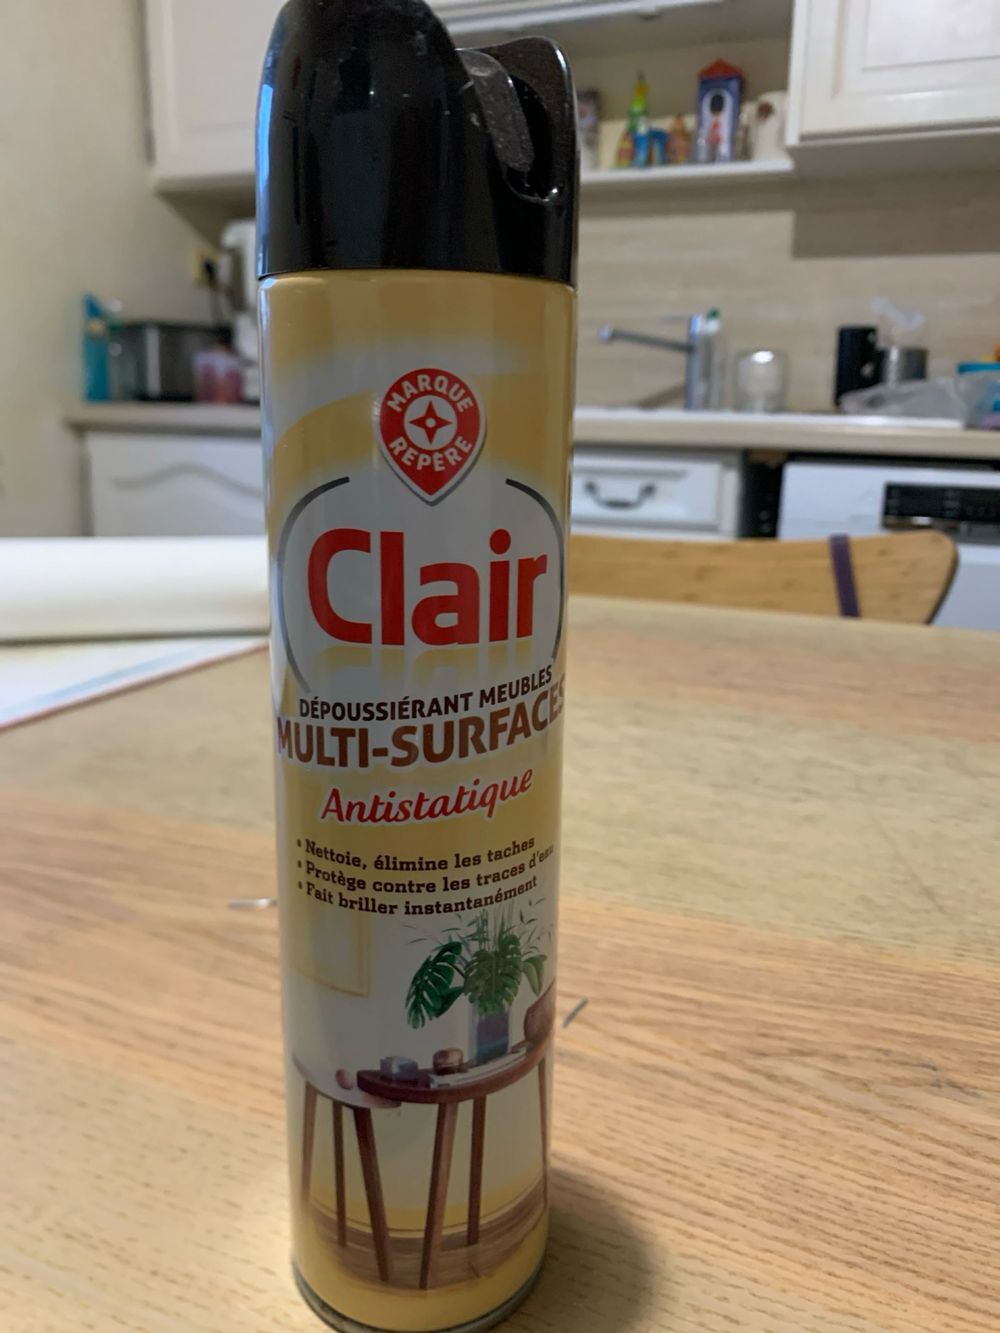 MARQUE
REPÈRE
Clair
DÉPOUSSIÉRANT MEUBLES
MULTI-SURFACES
Antistatique
• Nettoie, élimine les taches
• Protège contre les traces d'eau
• Fait briller instantanément